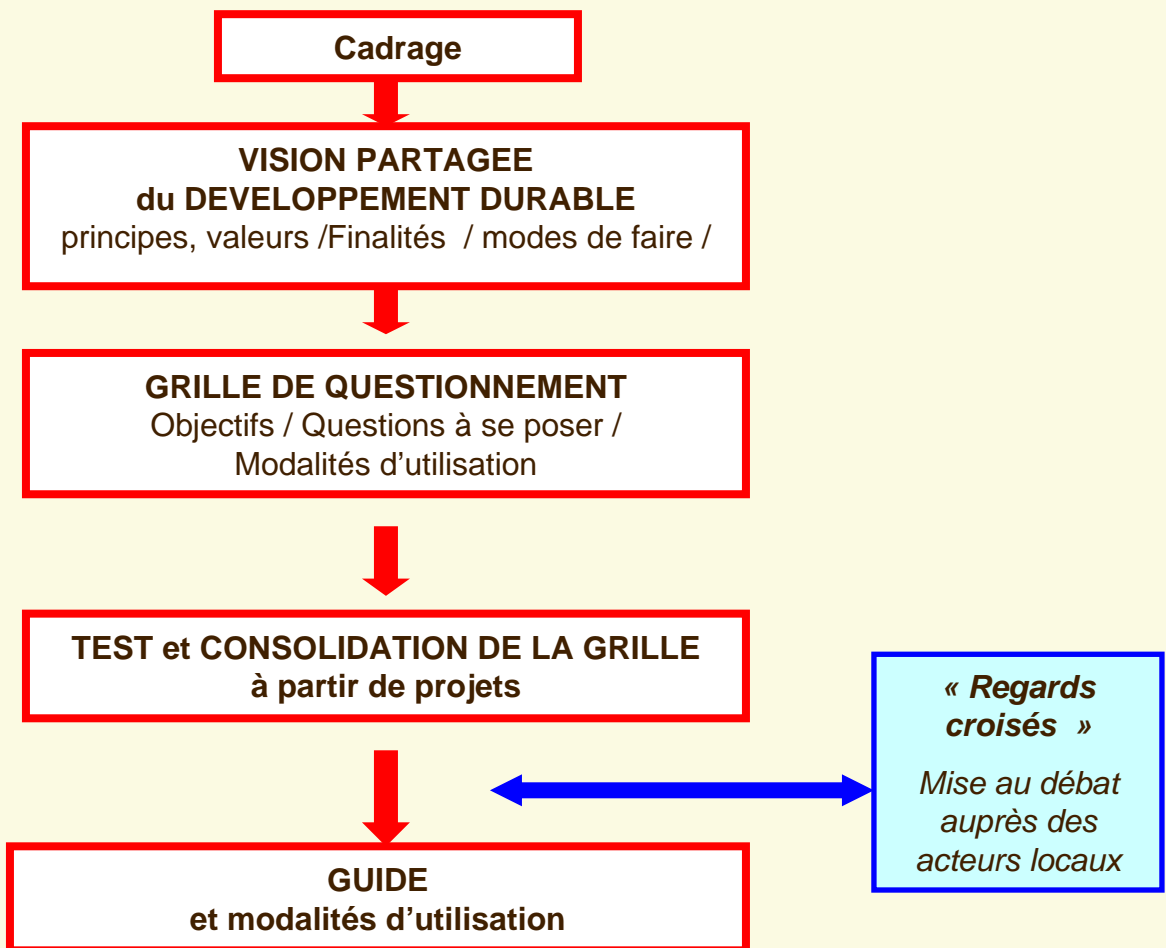 Cadrage
VISION PARTAGEE
du DEVELOPPEMENT DURABLE
principes, valeurs /Finalités  / modes de faire /
GRILLE DE QUESTIONNEMENT
Objectifs / Questions à se poser /
Modalités d'utilisation
TEST et CONSOLIDATION DE LA GRILLE
à partir de projets
« Regards
croisés  »
Mise au débat
auprès des
acteurs locaux
GUIDE
et modalités d'utilisation